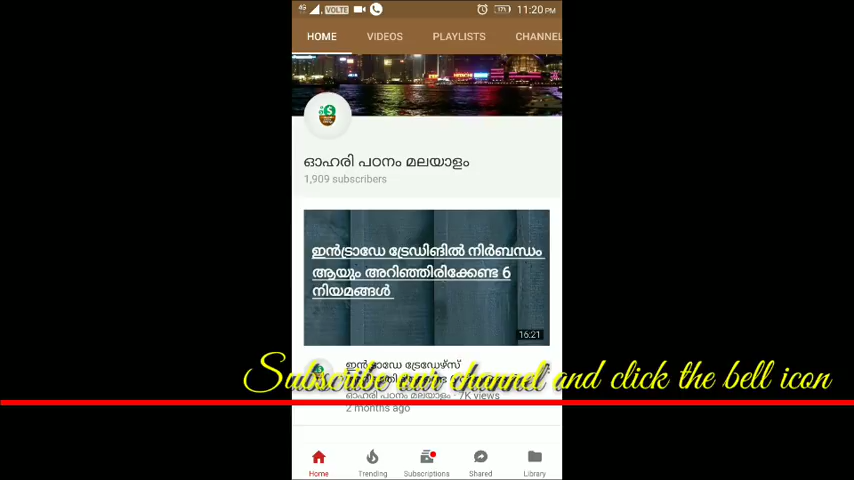 4G VOLTE 17% 11:20 PM
HOME VIDEOS PLAYLISTS CHANNEL
ഓഹരി പഠനം മലയാളം
1,909 subscribers
ഇൻട്രാഡേ ട്രേഡിങിൽ നിർബന്ധം
ആയും അറിഞ്ഞിരിക്കേണ്ട 6
നിയമങ്ങൾ
16:21
ഇൻട്രാഡേ ട്രേഡേഴ്സ്
Subscribe our channel and click the bell icon
ഓഹരി പഠനം മലയാളം · 7K views
2 months ago
Home Trending Subscriptions Shared Library